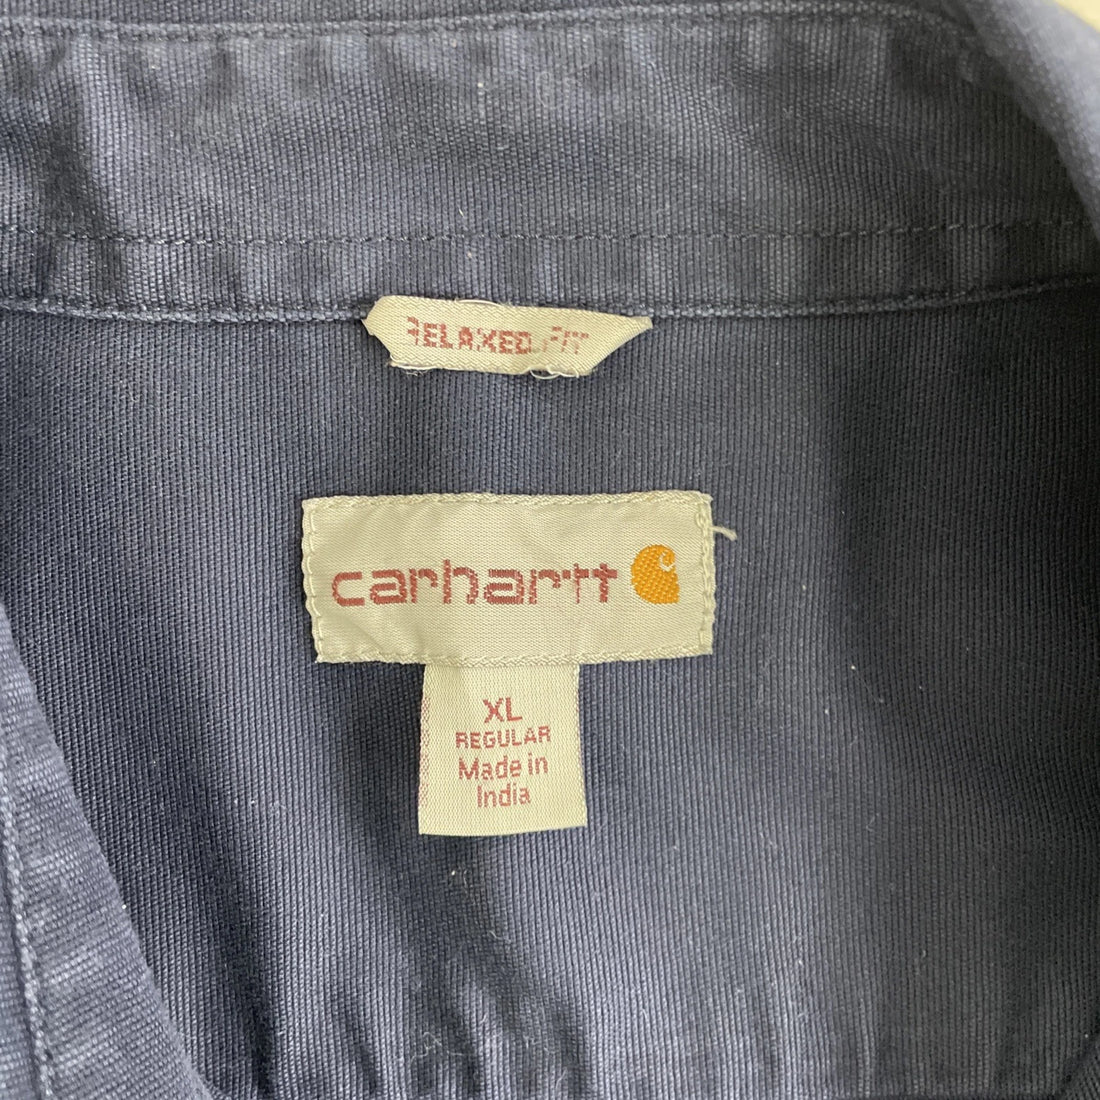 RELAXED FIT
carhartt
XL
REGULAR
Made in
India